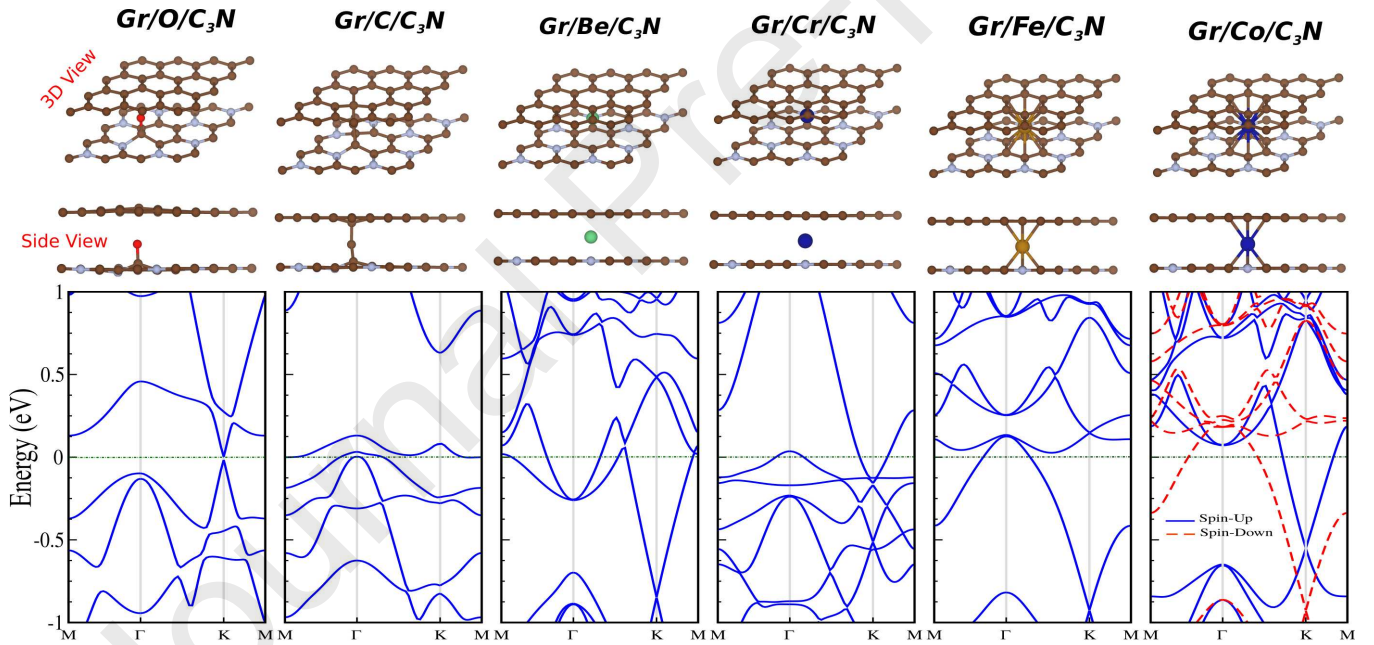 Gr/O/C₃N Gr/C/C₃N Gr/Be/C₃N Gr/Cr/C₃N Gr/Fe/C₃N Gr/Co/C₃N
3D View
Side View
Energy (eV)
1
0.5
0
-0.5
-1
Spin-Up
Spin-Down
M Γ K M M Γ K M M Γ K M M Γ K M M Γ K M M Γ K M